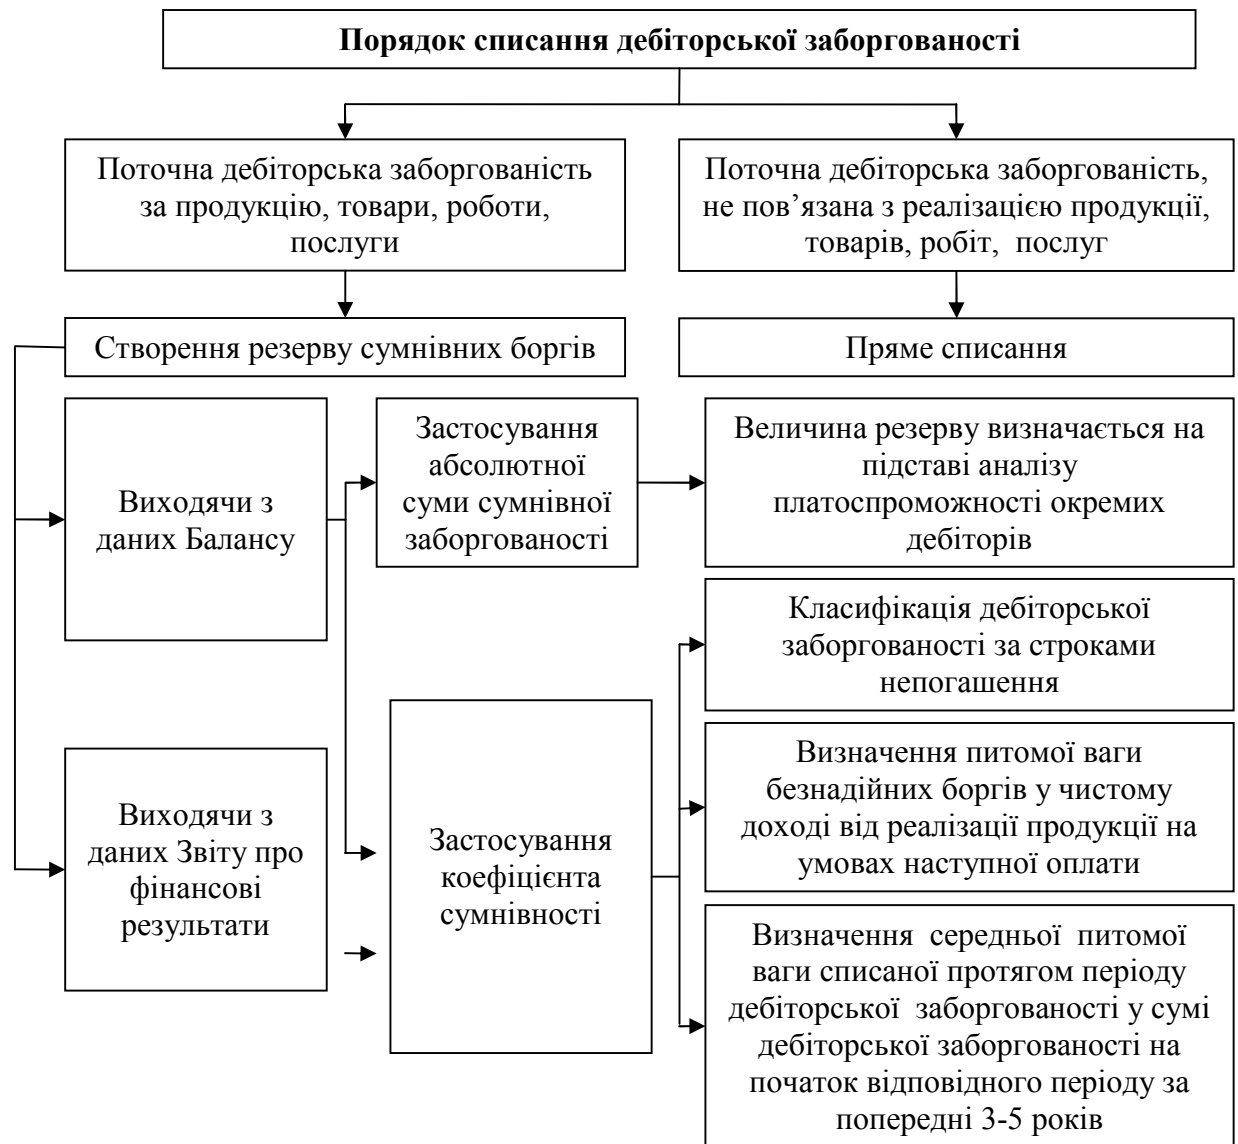 Порядок списання дебіторської заборгованості
Поточна дебіторська заборгованість
за продукцію, товари, роботи,
послуги
Поточна дебіторська заборгованість,
не пов’язана з реалізацією продукції,
товарів, робіт, послуг
Створення резерву сумнівних боргів
Пряме списання
Виходячи з
даних Балансу
Застосування
абсолютної
суми сумнівної
заборгованості
Величина резерву визначається на
підставі аналізу
платоспроможності окремих
дебіторів
Класифікація дебіторської
заборгованості за строками
непогашення
Виходячи з
даних Звіту про
фінансові
результати
Застосування
коефіцієнта
сумнівності
Визначення питомої ваги
безнадійних боргів у чистому
доході від реалізації продукції на
умовах наступної оплати
Визначення середньої питомої
ваги списаної протягом періоду
дебіторської заборгованості у сумі
дебіторської заборгованості на
початок відповідного періоду за
попередні 3-5 років